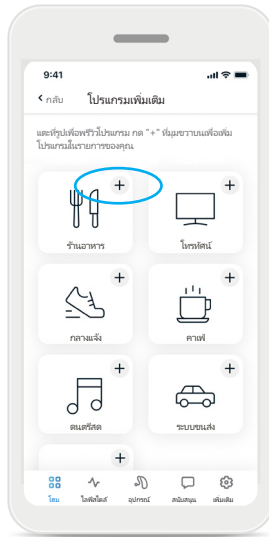 9:41
กลับ โปรแกรมเพิ่มเติม
แตะที่รูปเพื่อพรีวิวโปรแกรม กด "+" ที่มุมขวาบนเพื่อเพิ่ม
โปรแกรมในรายการของคุณ
ร้านอาหาร โทรทัศน์
กลางแจ้ง คาเฟ่
ดนตรีสด ระบบขนส่ง
โฮม ไลฟ์สไตล์ อุปกรณ์ สนับสนุน เพิ่มเติม